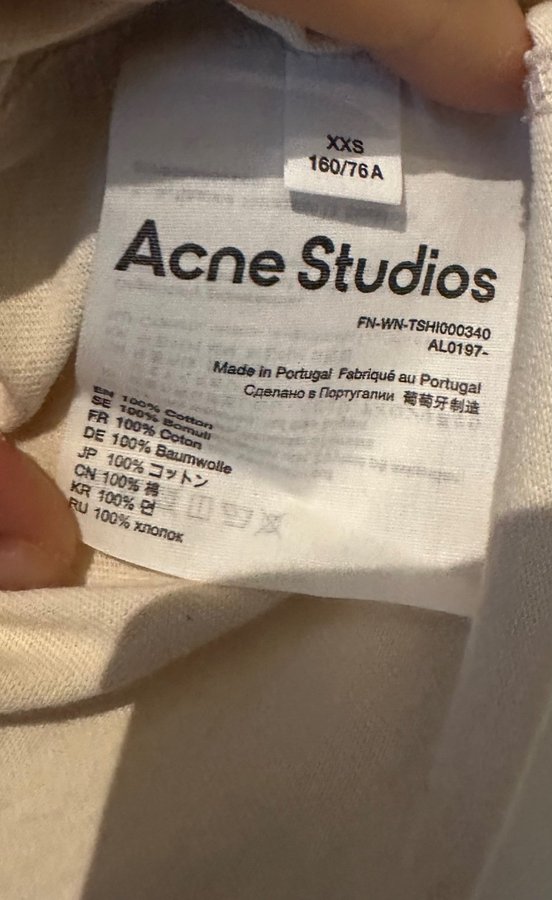 XXS
160/76A
Acne Studios
FN-WN-TSHI000340
AL0197-
Made in Portugal Fabriqué au Portugal
Сделано в Португалии 葡萄牙制造
EN 100% Cotton
SE 100% Bomull
FR 100% Coton
DE 100% Baumwolle
JP 100% コットン
CN 100% 棉
KR 100% 면
RU 100% хлопок